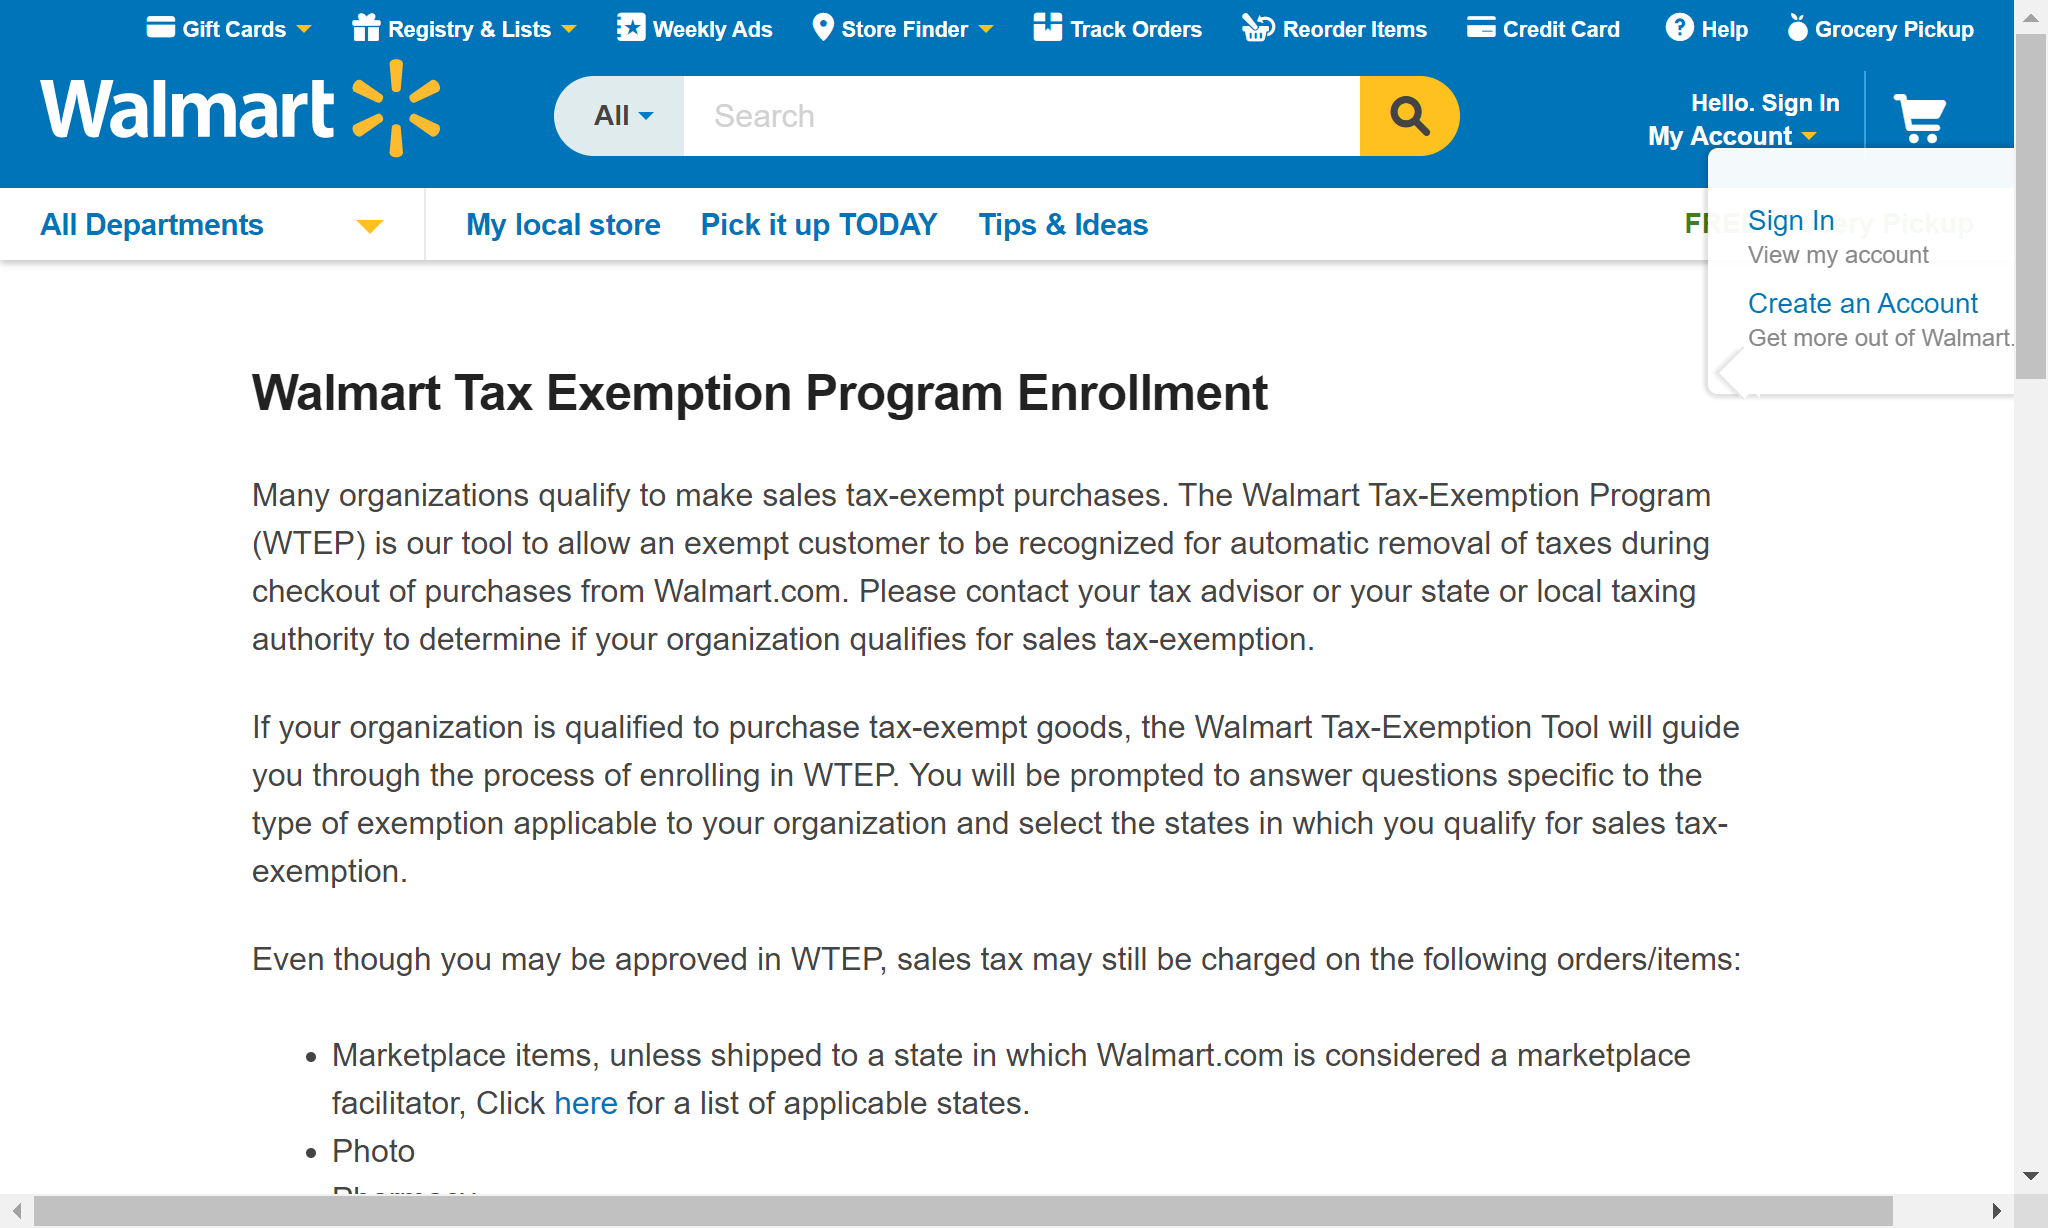 Gift Cards Registry & Lists Weekly Ads Store Finder Track Orders Reorder Items Credit Card Help Grocery Pickup
Walmart
All Search
Hello. Sign In
My Account
All Departments My local store Pick it up TODAY Tips & Ideas FREE Grocery Pickup
Sign In
View my account
Create an Account
Get more out of Walmart.
Walmart Tax Exemption Program Enrollment
Many organizations qualify to make sales tax-exempt purchases. The Walmart Tax-Exemption Program
(WTEP) is our tool to allow an exempt customer to be recognized for automatic removal of taxes during
checkout of purchases from Walmart.com. Please contact your tax advisor or your state or local taxing
authority to determine if your organization qualifies for sales tax-exemption.
If your organization is qualified to purchase tax-exempt goods, the Walmart Tax-Exemption Tool will guide
you through the process of enrolling in WTEP. You will be prompted to answer questions specific to the
type of exemption applicable to your organization and select the states in which you qualify for sales tax-
exemption.
Even though you may be approved in WTEP, sales tax may still be charged on the following orders/items:
• Marketplace items, unless shipped to a state in which Walmart.com is considered a marketplace
facilitator, Click here for a list of applicable states.
• Photo
Pharmacy